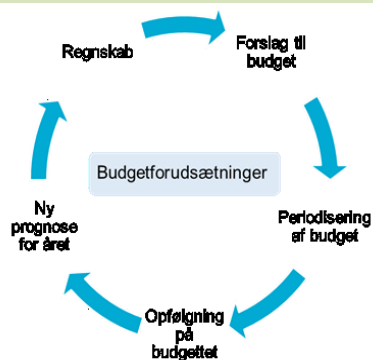 Regnskab
Forslag til
budget
Budgetforudsætninger
Periodisering
af budget
Opfølgning
på
budgettet
Ny
prognose
for året